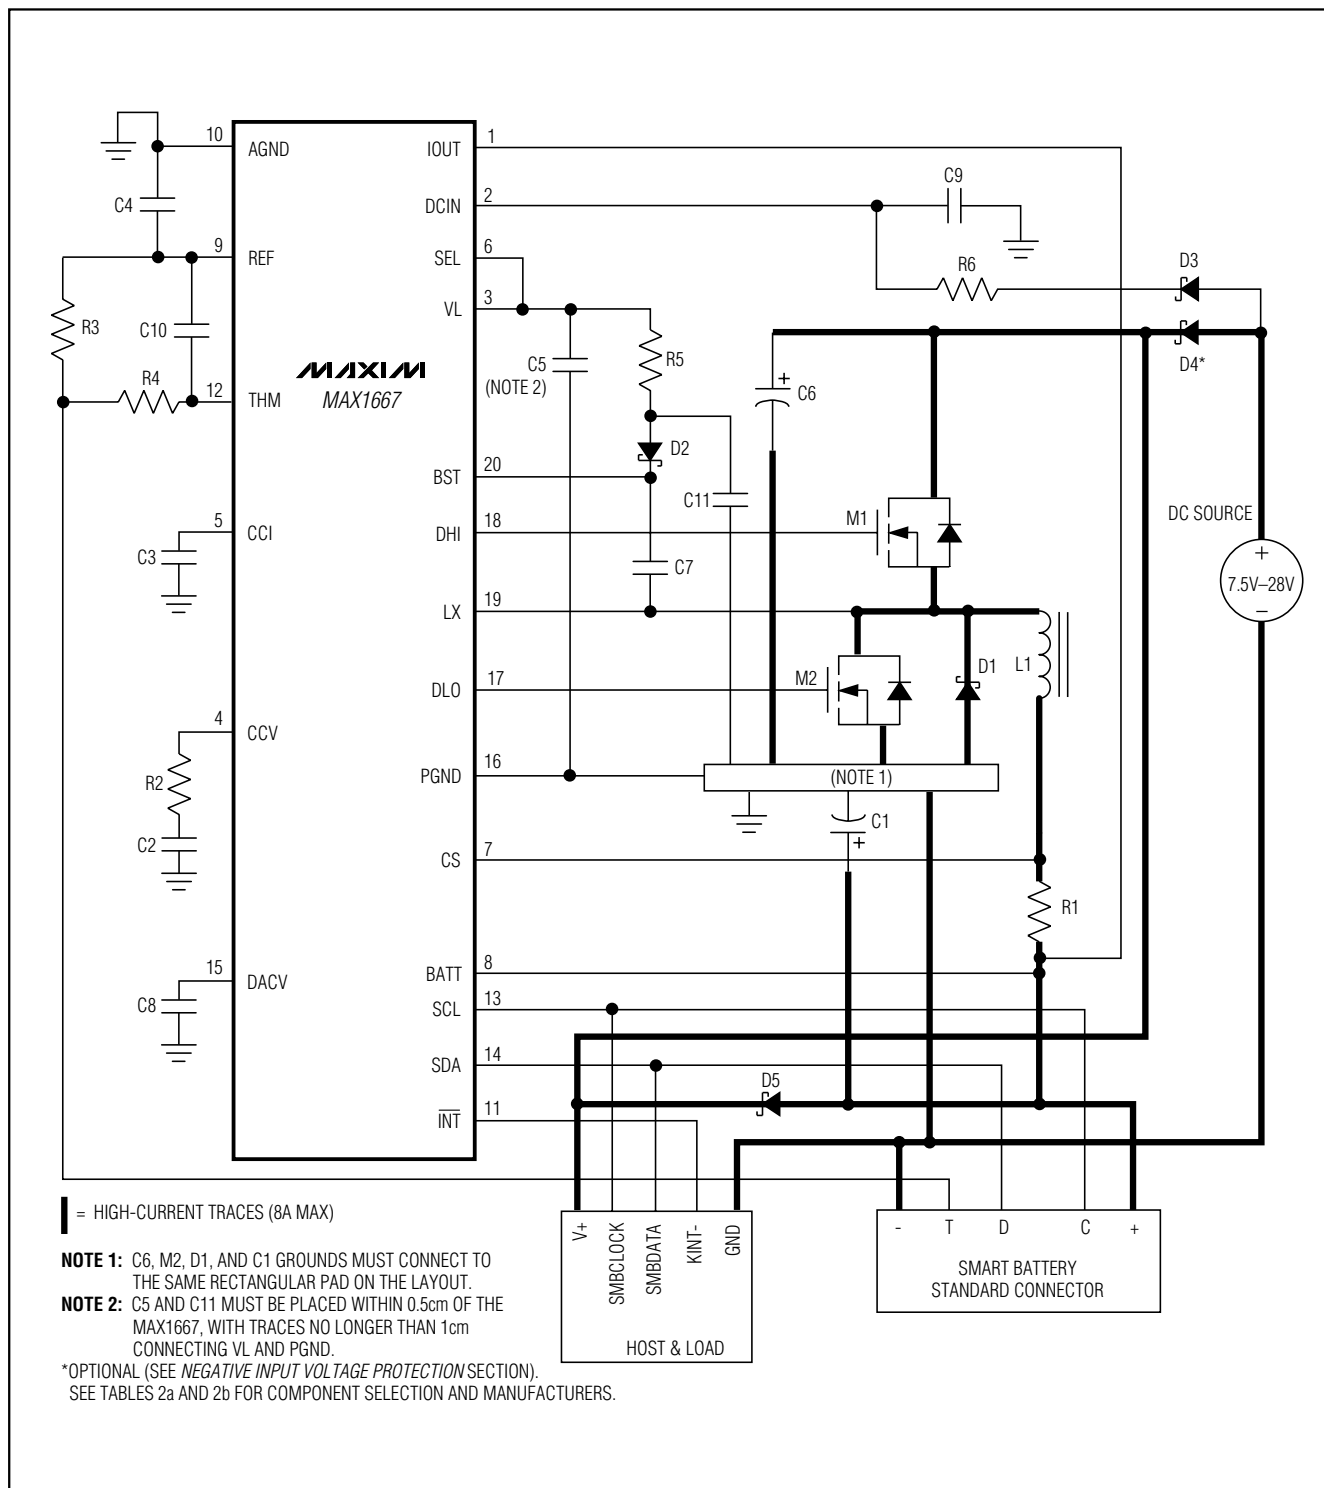 10
AGND
IOUT
1
C4
DCIN
2
C9
9
REF
SEL
6
R6
D3
VL
3
R3
C10
C5
(NOTE 2)
R5
C6
D4*
R4
12
THM
MAXIM
MAX1667
D2
BST
20
C11
5
CCI
C3
DHI
18
M1
DC SOURCE
+
7.5V–28V
–
C7
LX
19
L1
D1
M2
DLO
17
4
CCV
R2
C2
PGND
16
(NOTE 1)
C1
+
CS
7
R1
15
DACV
C8
BATT
8
SCL
13
SDA
14
D5
INT
11
+
= HIGH-CURRENT TRACES (8A MAX)
NOTE 1: C6, M2, D1, AND C1 GROUNDS MUST CONNECT TO
THE SAME RECTANGULAR PAD ON THE LAYOUT.
NOTE 2: C5 AND C11 MUST BE PLACED WITHIN 0.5cm OF THE
MAX1667, WITH TRACES NO LONGER THAN 1cm
CONNECTING VL AND PGND.
*OPTIONAL (SEE NEGATIVE INPUT VOLTAGE PROTECTION SECTION).
SEE TABLES 2a AND 2b FOR COMPONENT SELECTION AND MANUFACTURERS.
V+
SMBCLOCK
SMBDATA
KINT-
GND
HOST & LOAD
- T D C +
SMART BATTERY
STANDARD CONNECTOR